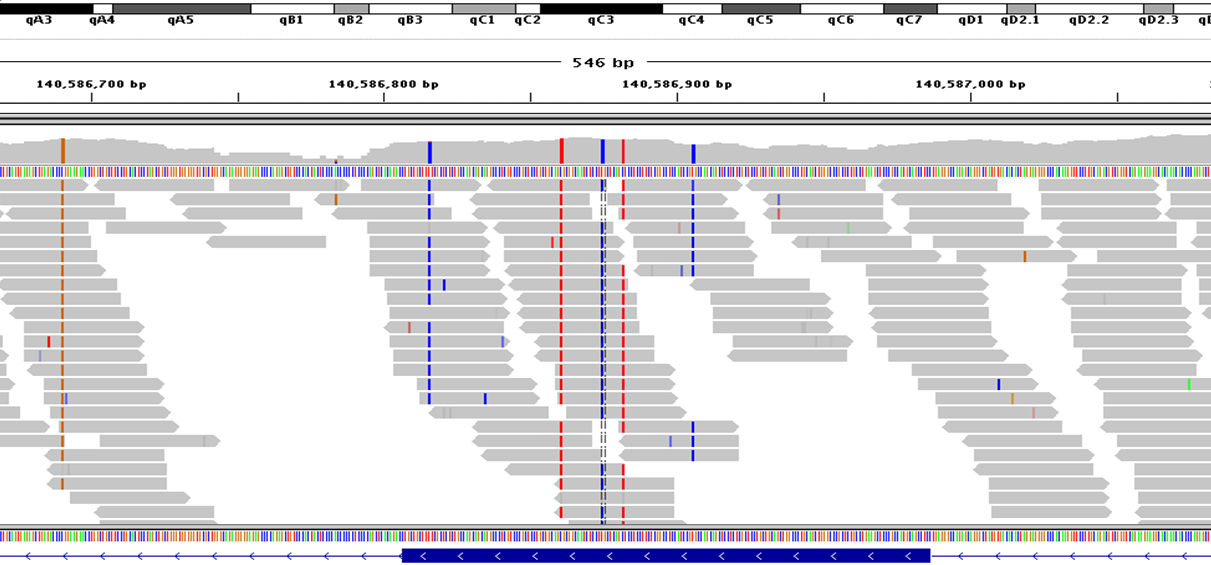 qA3 qA4 qA5 qB1 qB2 qB3 qC1 qC2 qC3 qC4 qC5 qC6 qC7 qD1 qD2.1 qD2.2 qD2.3
546 bp
140,586,700 bp 140,586,800 bp 140,586,900 bp 140,587,000 bp